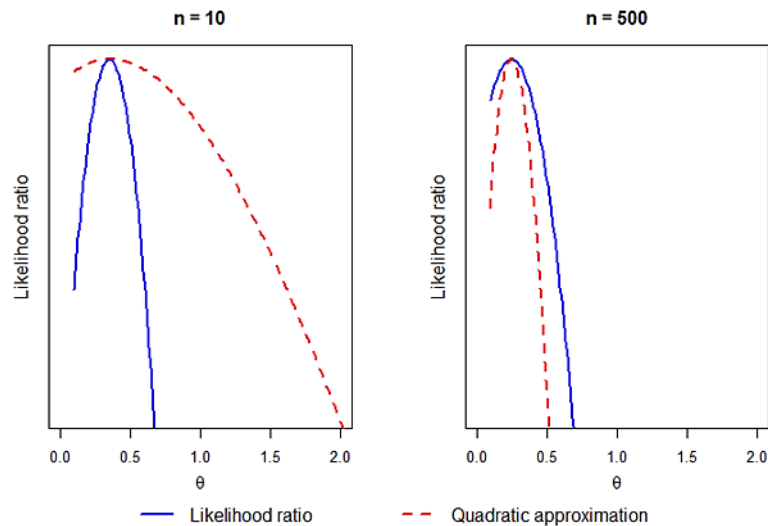 n = 10
Likelihood ratio
0.0 0.5 1.0 1.5 2.0
θ
n = 500
Likelihood ratio
0.0 0.5 1.0 1.5 2.0
θ
Likelihood ratio
Quadratic approximation